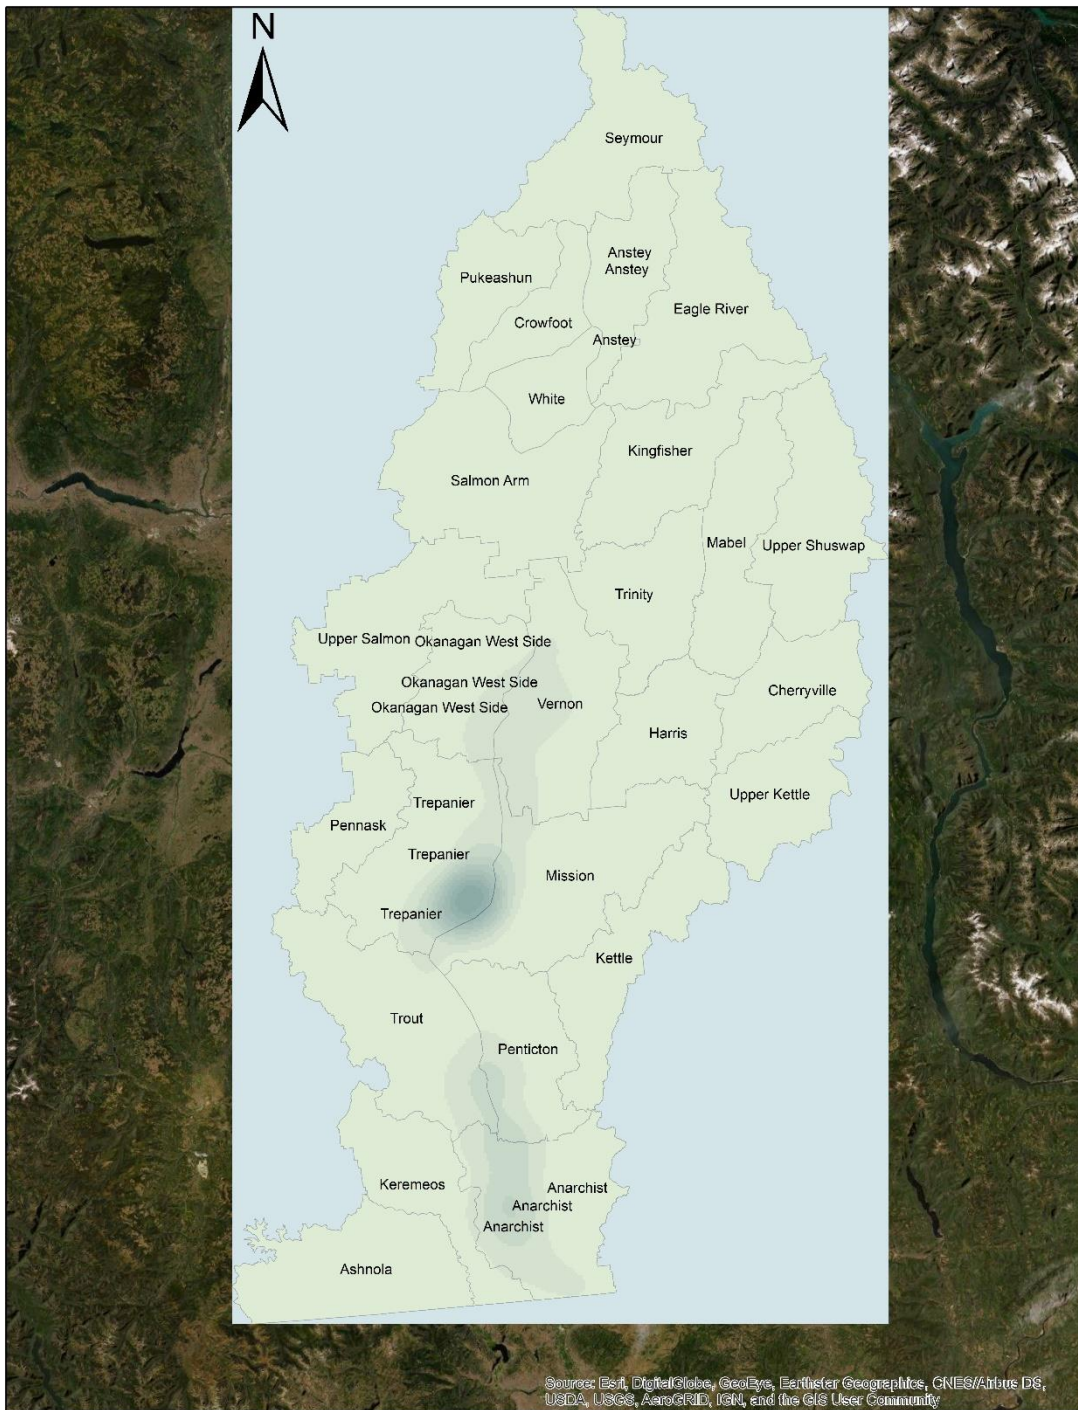 N
Seymour
Anstey
Anstey
Pukeashun
Eagle River
Crowfoot
Anstey
White
Kingfisher
Salmon Arm
Mabel
Upper Shuswap
Trinity
Upper Salmon
Okanagan West Side
Okanagan West Side
Cherryville
Okanagan West Side
Vernon
Harris
Upper Kettle
Trepanier
Pennask
Trepanier
Mission
Trepanier
Kettle
Trout
Penticton
Keremeos
Anarchist
Anarchist
Anarchist
Ashnola
Source: Esri, DigitalGlobe, GeoEye, Earthstar Geographics, CNES/Airbus DS,
USDA, USGS, AeroGRID, IGN, and the GIS User Community